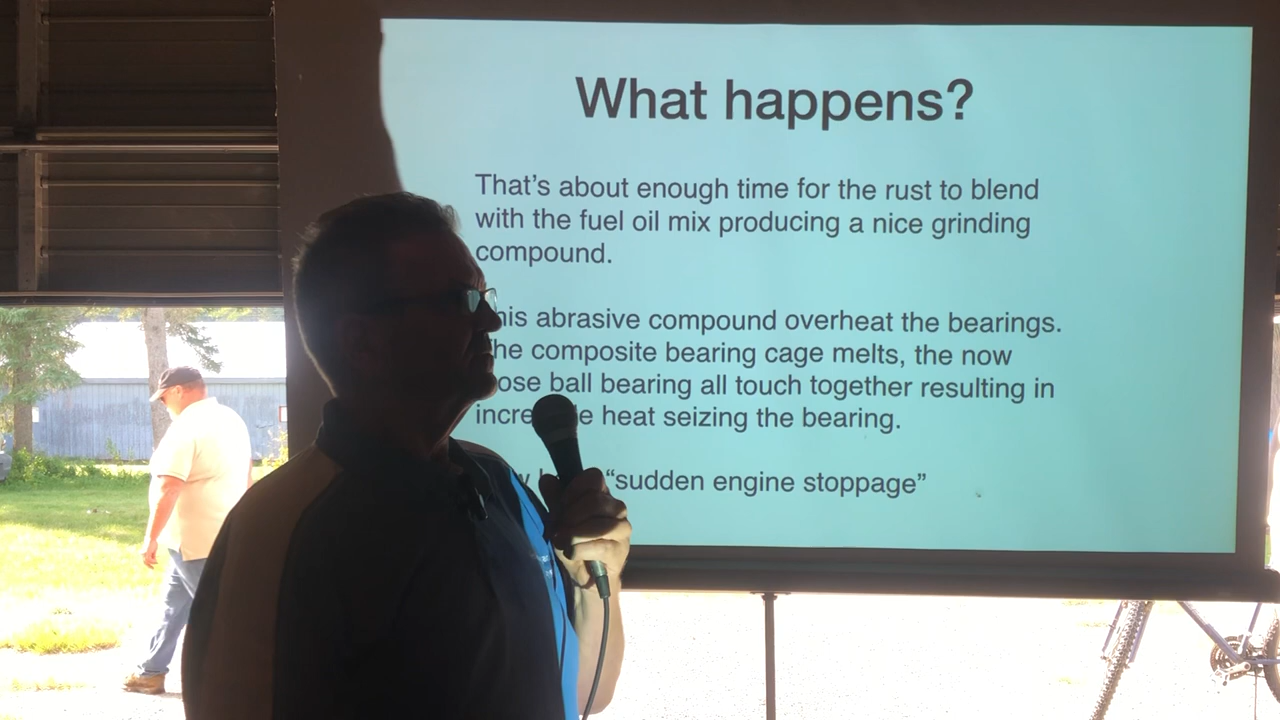 What happens?
That's about enough time for the rust to blend
with the fuel oil mix producing a nice grinding
compound.
his abrasive compound overheat the bearings.
he composite bearing cage melts, the now
ose ball bearing all touch together resulting in
incre e heat seizing the bearing.
"sudden engine stoppage"